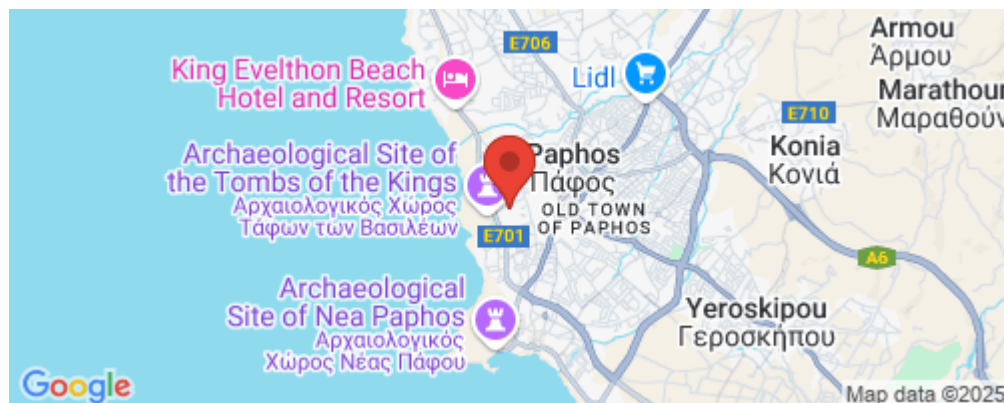 E706
King Evelthon Beach
Hotel and Resort
Lidl
Armou
Άρμου
Marathour
Μαραθούν
E710
Konia
Κονιά
Archaeological Site of
the Tombs of the Kings
Αρχαιολογικός Χώρος
Τάφων τών Βασιλέων
Paphos
Πάφος
OLD TOWN
OF PAPHOS
E701
A6
Archaeological
Site of Nea Paphos
Αρχαιολογικός
Χώρος Νέας Πάφου
Yeroskipou
Γεροσκήπου
Google
Map data ©2025